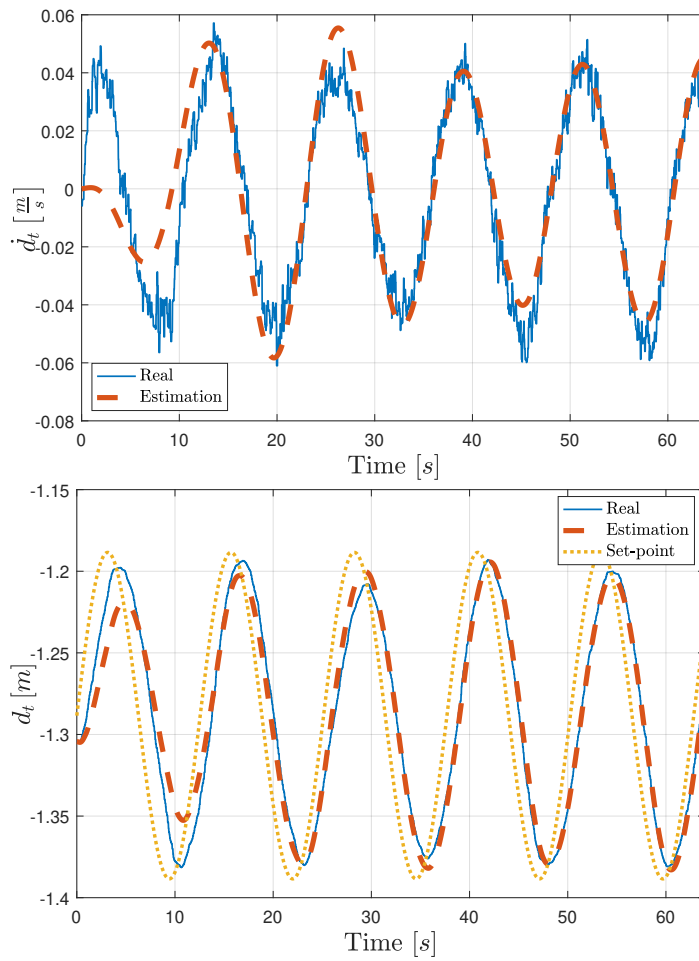 0.06
0.04
0.02
0
-0.02
-0.04
-0.06
-0.08
ḋ_t [m/s]
Real
Estimation
0 10 20 30 40 50 60
Time [s]
-1.15
-1.2
-1.25
-1.3
-1.35
-1.4
d_t [m]
Real
Estimation
Set-point
0 10 20 30 40 50 60
Time [s]